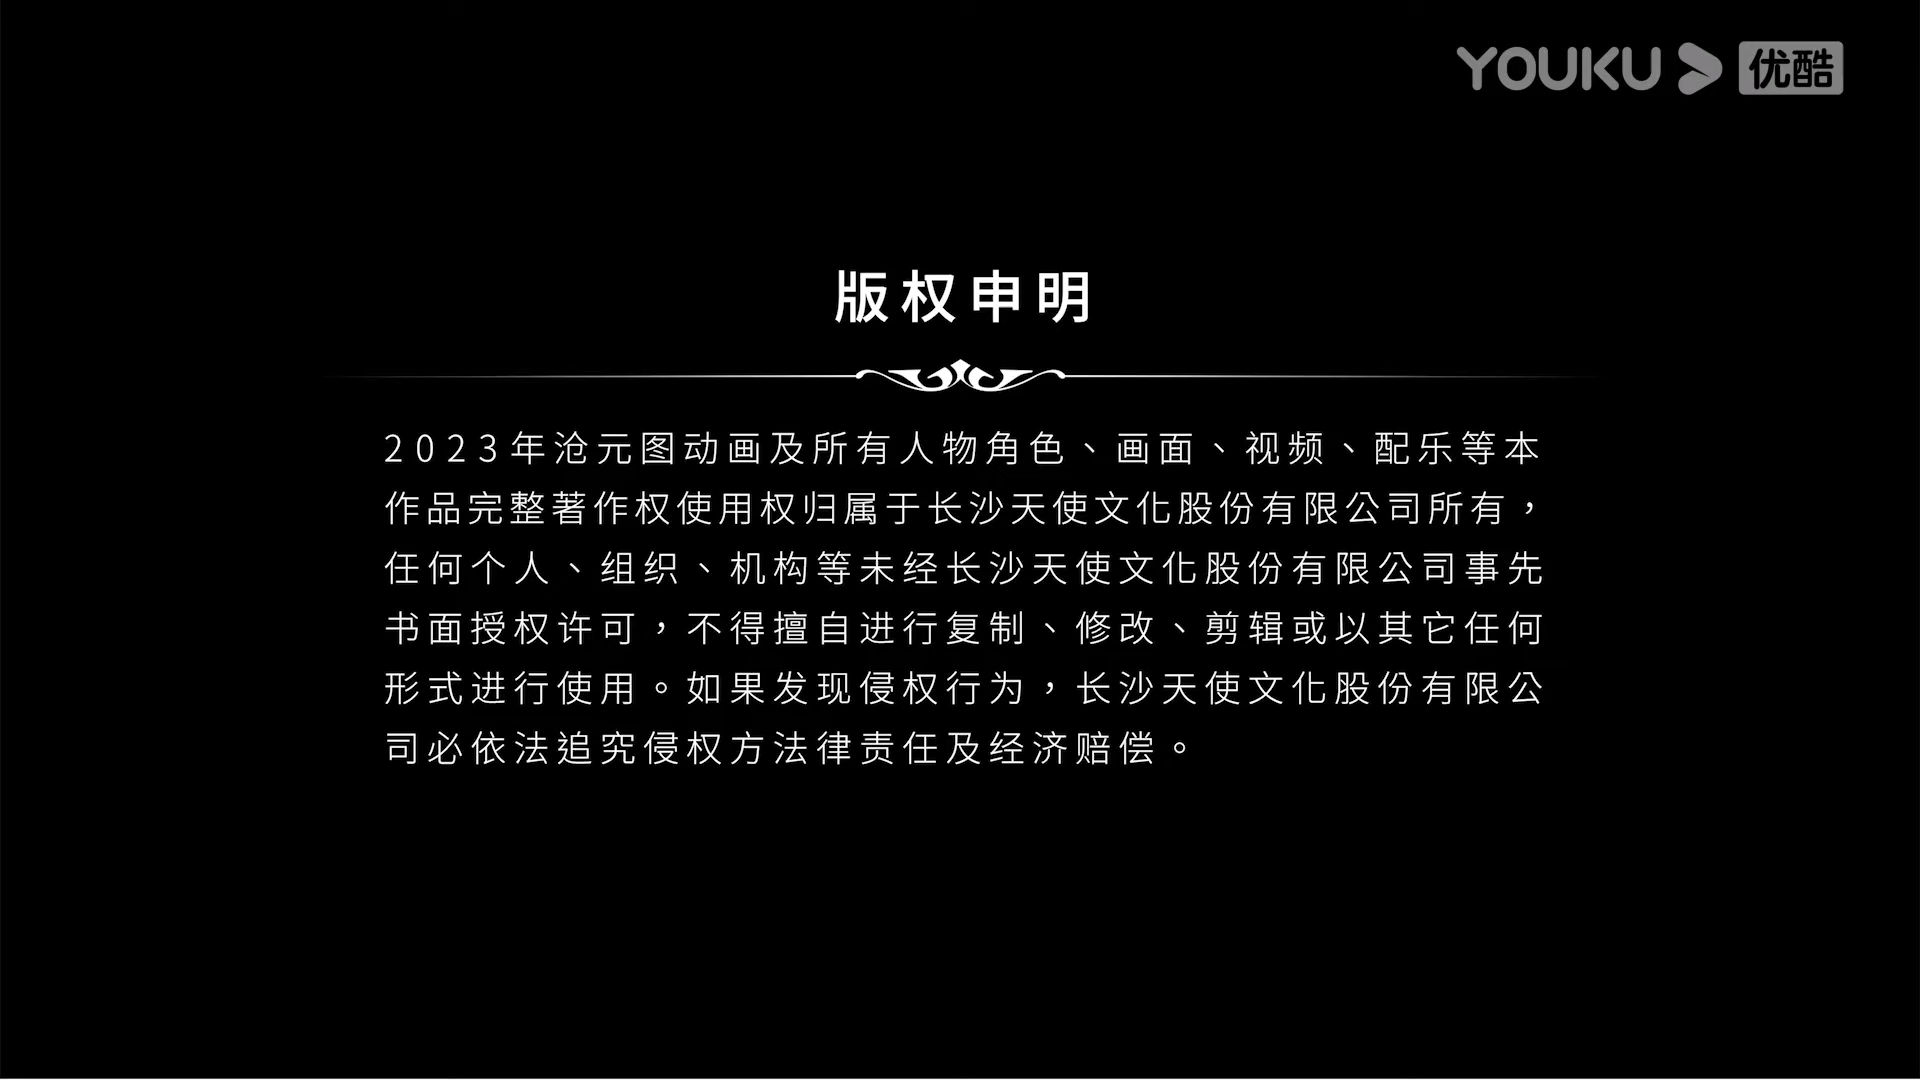 YOUKU 优酷
版权申明
2023年沧元图动画及所有人物角色、画面、视频、配乐等本
作品完整著作权使用权归属于长沙天使文化股份有限公司所有，
任何个人、组织、机构等未经长沙天使文化股份有限公司事先
书面授权许可，不得擅自进行复制、修改、剪辑或以其它任何
形式进行使用。如果发现侵权行为，长沙天使文化股份有限公
司必依法追究侵权方法律责任及经济赔偿。